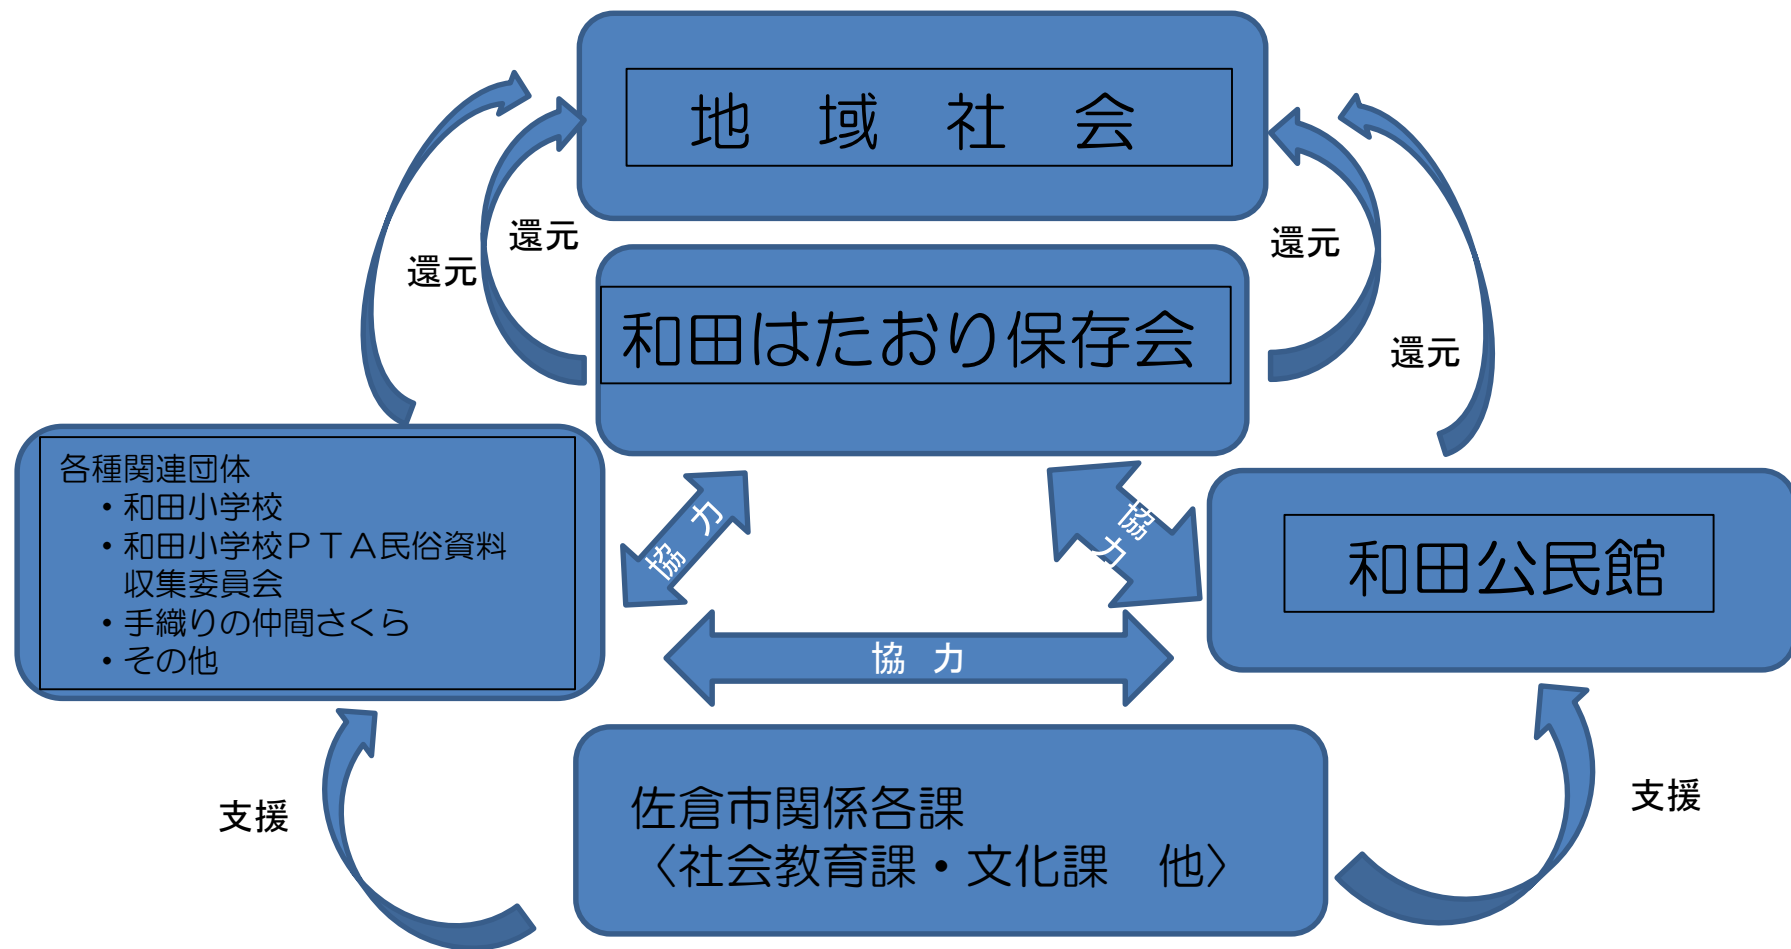 地　域　社　会
還元
還元
還元
還元
和田はたおり保存会
各種関連団体
・和田小学校
・和田小学校ＰＴＡ民俗資料
収集委員会
・手織りの仲間さくら
・その他
協　力
協力
和田公民館
協　力
支援
支援
佐倉市関係各課
〈社会教育課・文化課　他〉